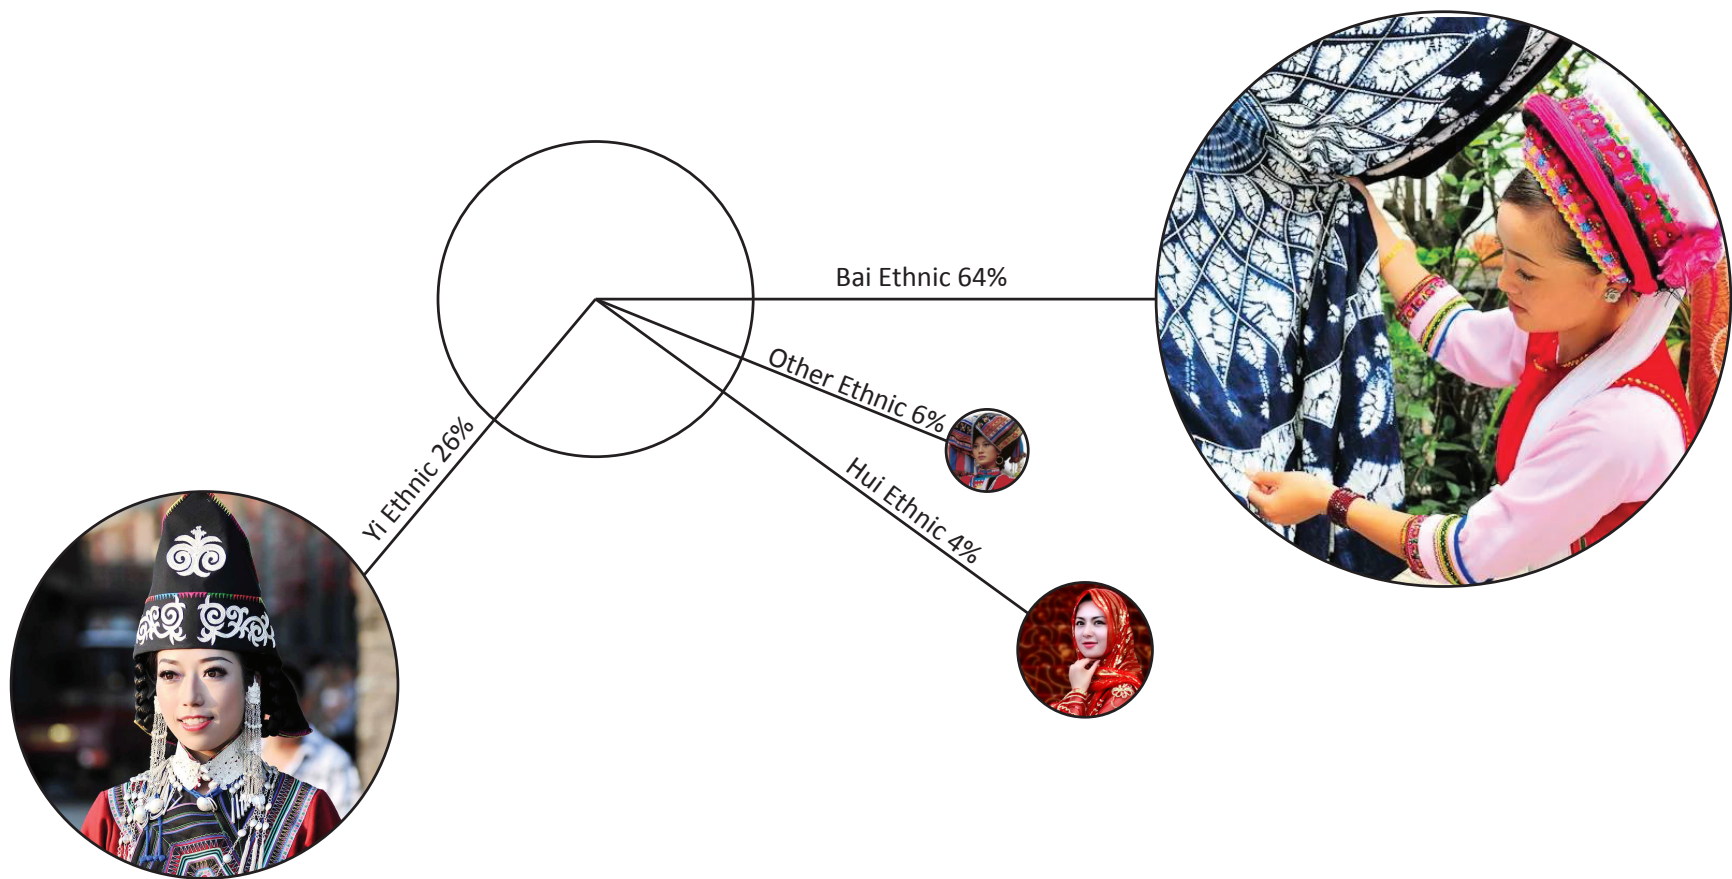 Bai Ethnic 64%
Other Ethnic 6%
Hui Ethnic 4%
Yi Ethnic 26%